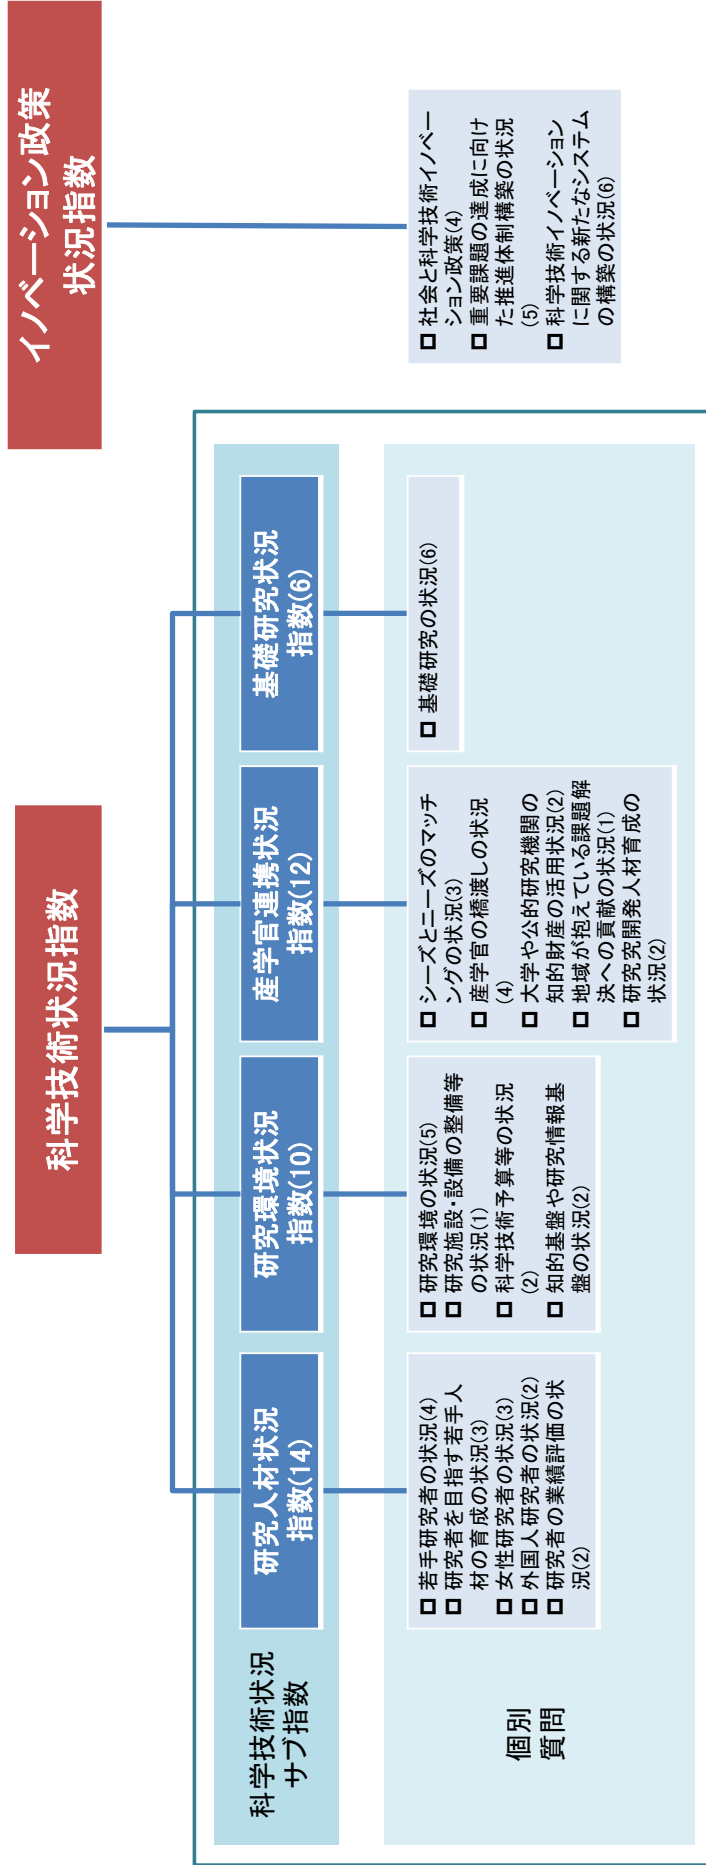 科学技術状況指数
イノベーション政策
状況指数
科学技術状況
サブ指数
研究人材状況
指数(14)
研究環境状況
指数(10)
産学官連携状況
指数(12)
基礎研究状況
指数(6)
個別
質問
□ 若手研究者の状況(4)
□ 研究者を目指す若手人
材の育成の状況(3)
□ 女性研究者の状況(3)
□ 外国人研究者の状況(2)
□ 研究者の業績評価の状
況(2)
□ 研究環境の状況(5)
□ 研究施設・設備の整備等
の状況(1)
□ 科学技術予算等の状況
(2)
□ 知的基盤や研究情報基
盤の状況(2)
□ シーズとニーズのマッチ
ングの状況(3)
□ 産学官の橋渡しの状況
(4)
□ 大学や公的研究機関の
知的財産の活用状況(2)
□ 地域が抱えている課題解
決への貢献の状況(1)
□ 研究開発人材育成の
状況(2)
□ 基礎研究の状況(6)
□ 社会と科学技術イノベー
ション政策(4)
□ 重要課題の達成に向け
た推進体制構築の状況
(5)
□ 科学技術イノベーション
に関する新たなシステム
の構築の状況(6)